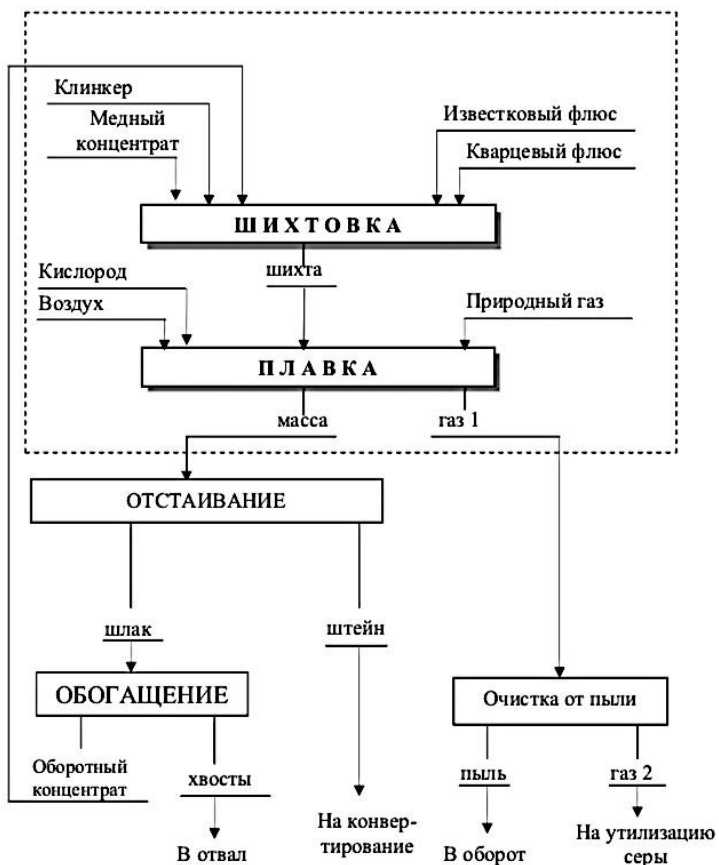 Клинкер
Медный
концентрат
Известковый флюс
Кварцевый флюс
ШИХТОВКА
шихта
Кислород
Воздух
Природный газ
ПЛАВКА
масса
газ 1
ОТСТАИВАНИЕ
шлак
штейн
ОБОГАЩЕНИЕ
Очистка от пыли
Оборотный
концентрат
хвосты
пыль
газ 2
В отвал
На конвер-
тирование
В оборот
На утилизацию
серы